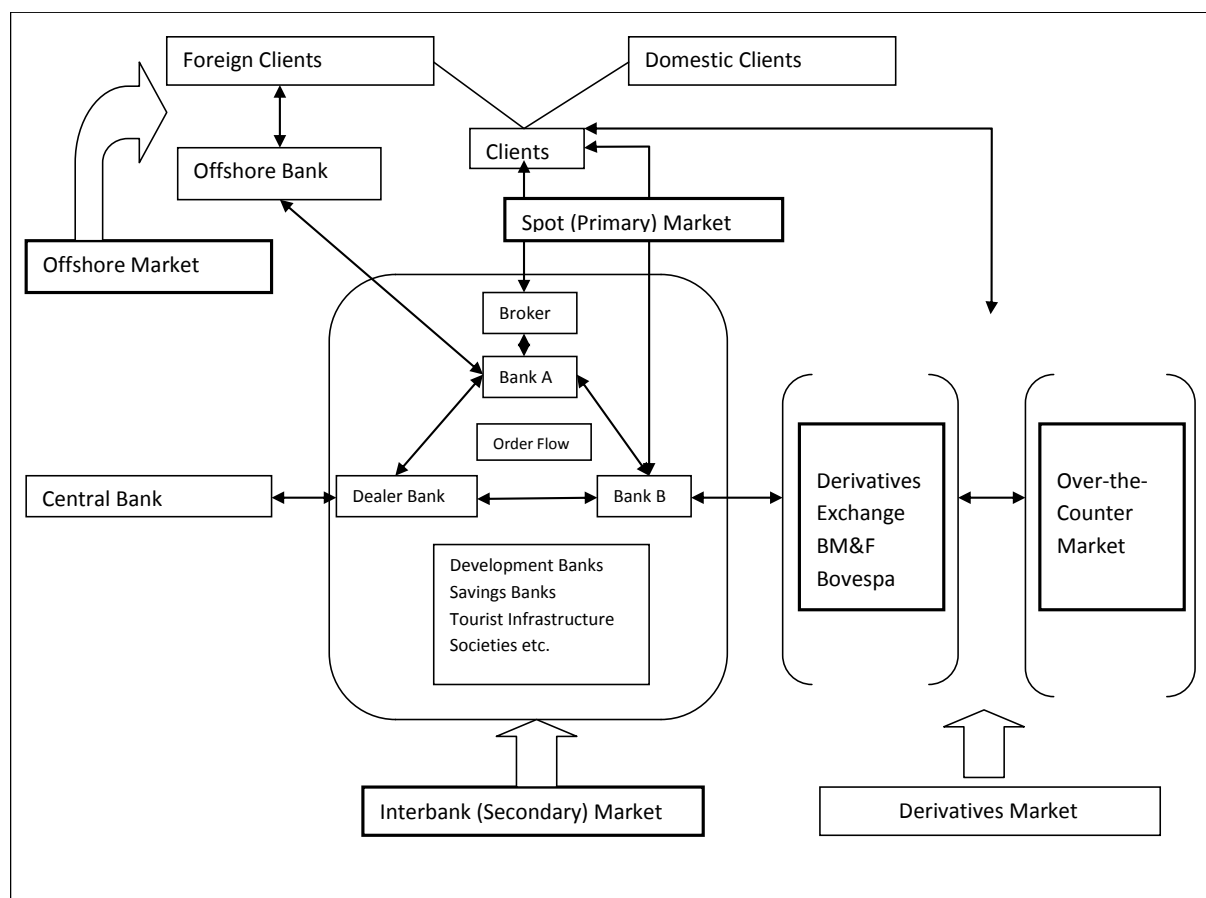 Foreign Clients
Domestic Clients
Clients
Offshore Bank
Spot (Primary) Market
Offshore Market
Broker
Bank A
Order Flow
Central Bank
Dealer Bank
Bank B
Derivatives
Exchange
BM&F
Bovespa
Over-the-
Counter
Market
Development Banks
Savings Banks
Tourist Infrastructure
Societies etc.
Interbank (Secondary) Market
Derivatives Market